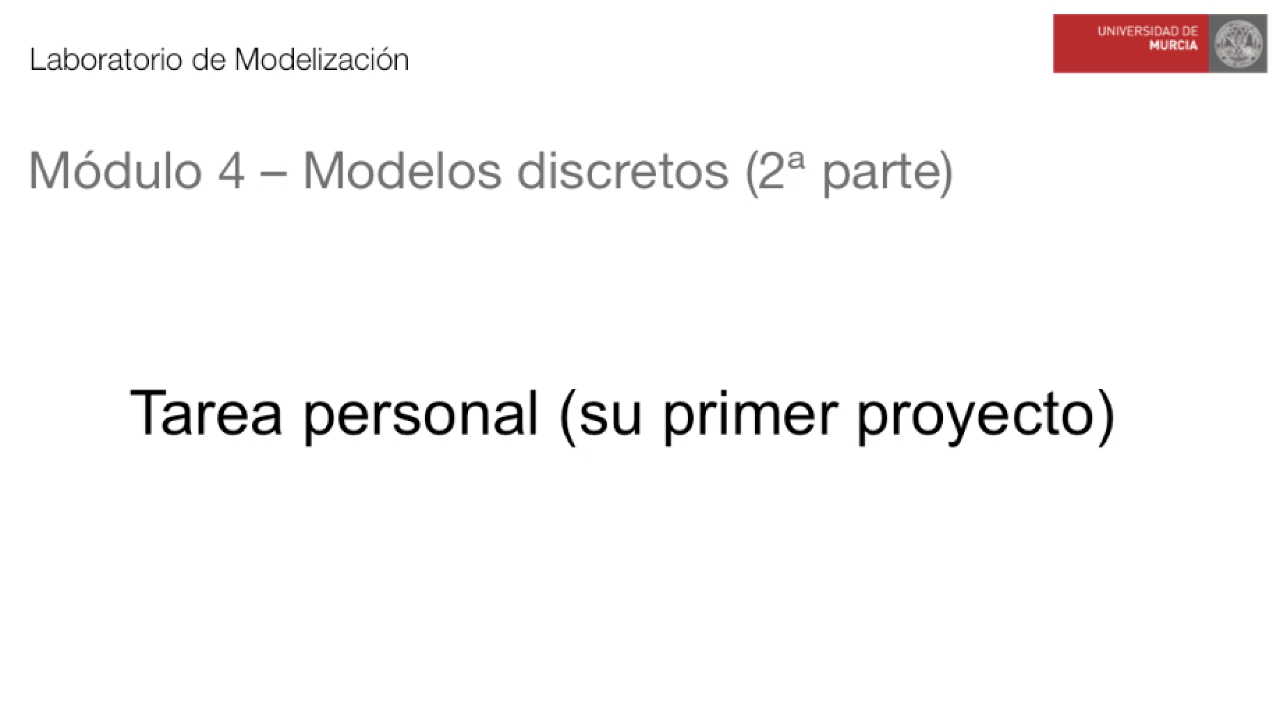 Laboratorio de Modelización
UNIVERSIDAD DE
MURCIA
Módulo 4 – Modelos discretos (2ª parte)
Tarea personal (su primer proyecto)